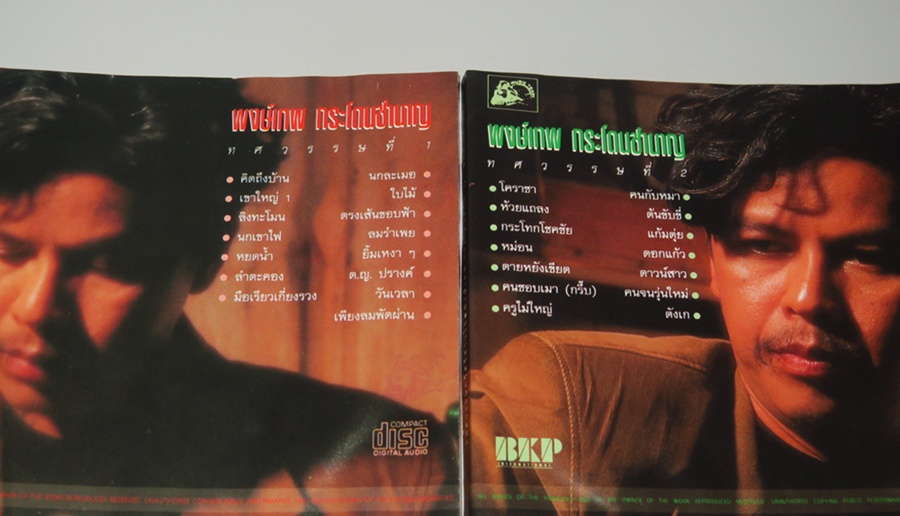 พงษ์เทพ กระโดนชำนาญ
ทศวรรษที่ 1
คิดถึงบ้าน
เขาใหญ่ 1
ลิงทะโมน
นกเขาไฟ
หยดน้ำ
ลำตะคอง
มือเรียวเกี่ยวรวง
นกละเมอ
ใบไม้
ตรงเส้นขอบฟ้า
ลมรำเพย
ยิ้มเหงา ๆ
ด.ญ. ปรางค์
วันเวลา
เพียงลมพัดผ่าน
COMPACT
disc
DIGITAL AUDIO
พงษ์เทพ กระโดนชำนาญ
ทศวรรษที่ 2
โคราชา
ห้วยแถลง
กระโทกโชคชัย
หม่อน
ตายหยังเขียด
คนชอบเมา (กรึ๊บ)
ครูไม้ใหญ่
คนกับหมา
ตันขับขี่
แก้มตุ่ย
ดอกแก้ว
ดาวน์สาว
คนจนรุ่นใหม่
ตังเก
BKP
INTERNATIONAL